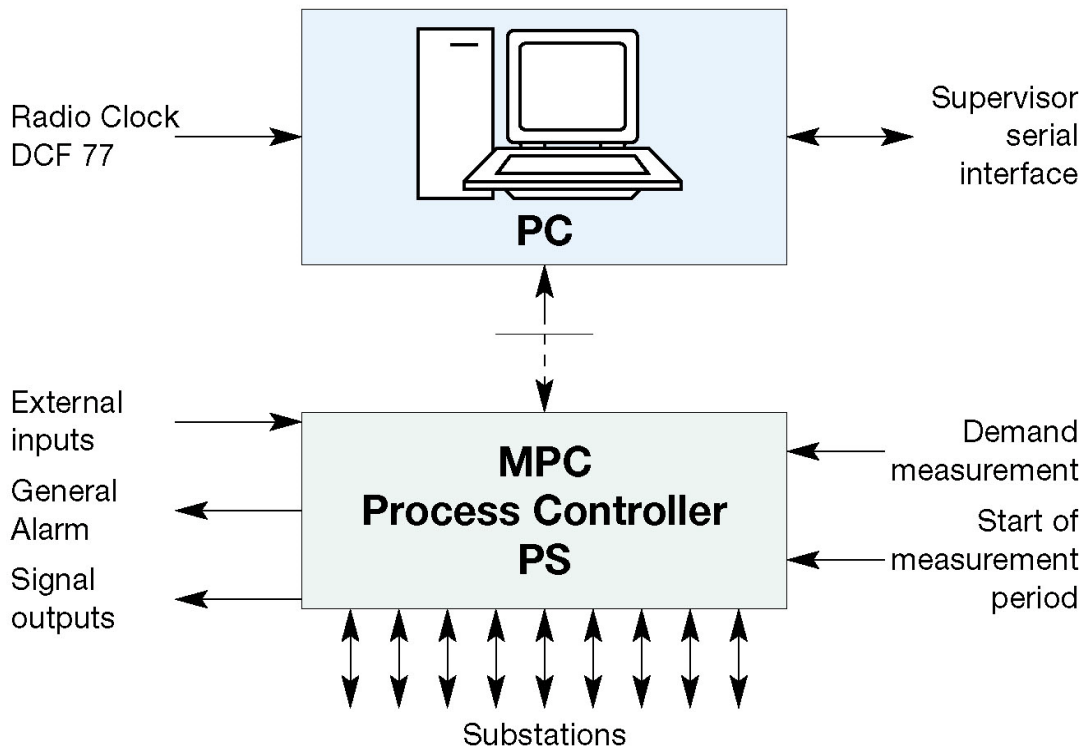 Radio Clock
DCF 77
Supervisor
serial
interface
PC
External
inputs
General
Alarm
Signal
outputs
MPC
Process Controller
PS
Demand
measurement
Start of
measurement
period
Substations